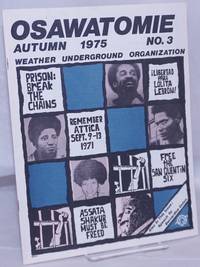 OSAWATOMIE
AUTUMN 1975 NO. 3
WEATHER UNDERGROUND ORGANIZATION
PRISON:
BREAK
THE
CHAINS
¡LIBERTAD
PARA
LOLITA
LEBRON!
REMEMBER
ATTICA
SEPT. 9-13
1971
FREE
THE
SAN QUENTIN
SIX
ASSATA
SHAKUR
MUST BE
FREED